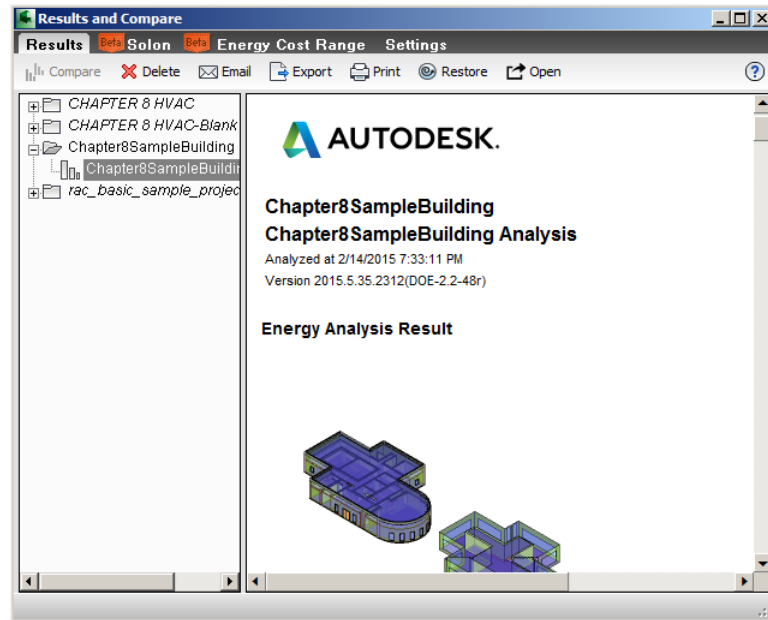 Results and Compare
Results Beta Solon Beta Energy Cost Range Settings
Compare Delete Email Export Print Restore Open ?
CHAPTER 8 HVAC
CHAPTER 8 HVAC-Blank
Chapter8SampleBuilding
Chapter8SampleBuildin
rac_basic_sample_projec
AUTODESK.
Chapter8SampleBuilding
Chapter8SampleBuilding Analysis
Analyzed at 2/14/2015 7:33:11 PM
Version 2015.5.35.2312(DOE-2.2-48r)
Energy Analysis Result